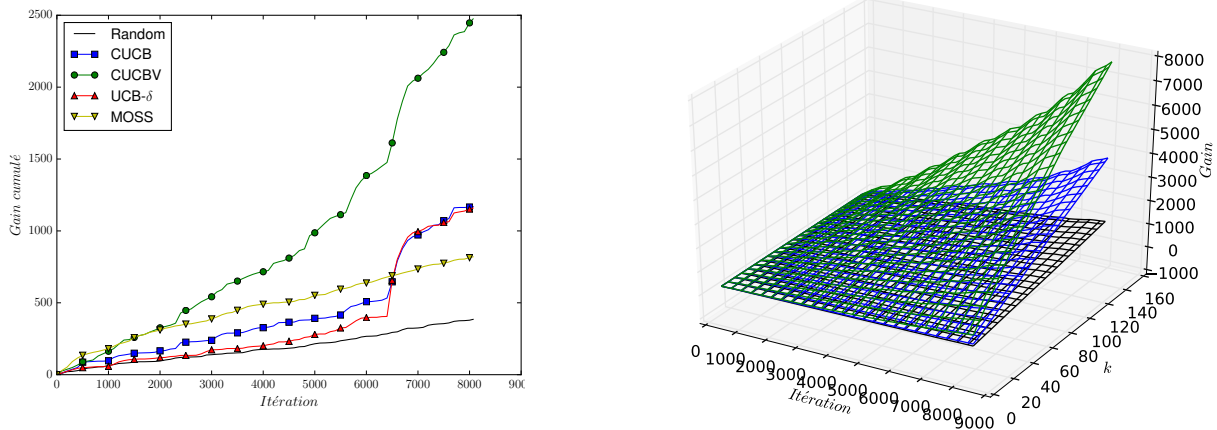 2500
2000
1500
1000
500
0
Gain cumulé
Random
CUCB
CUCBV
UCB-δ
MOSS
0 1000 2000 3000 4000 5000 6000 7000 8000 900
Itération
8000
7000
6000
5000
4000
3000
2000
1000
0
−1000
Gain
160
140
120
100
80
60
40
20
0
k
0 1000 2000 3000 4000 5000 6000 7000 8000 9000
Itération